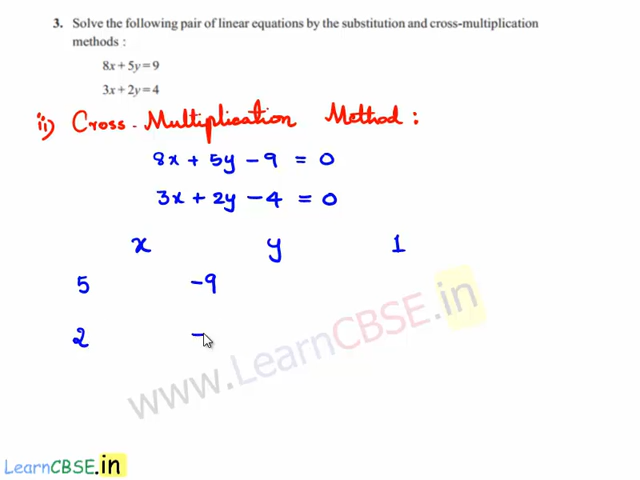 3. Solve the following pair of linear equations by the substitution and cross-multiplication
methods :
8x + 5y = 9
3x + 2y = 4
ii) Cross - Multiplication Method :
8x + 5y - 9 = 0
3x + 2y - 4 = 0
x y 1
5 -9
2 -
www.LearnCBSE.in
LearnCBSE.in